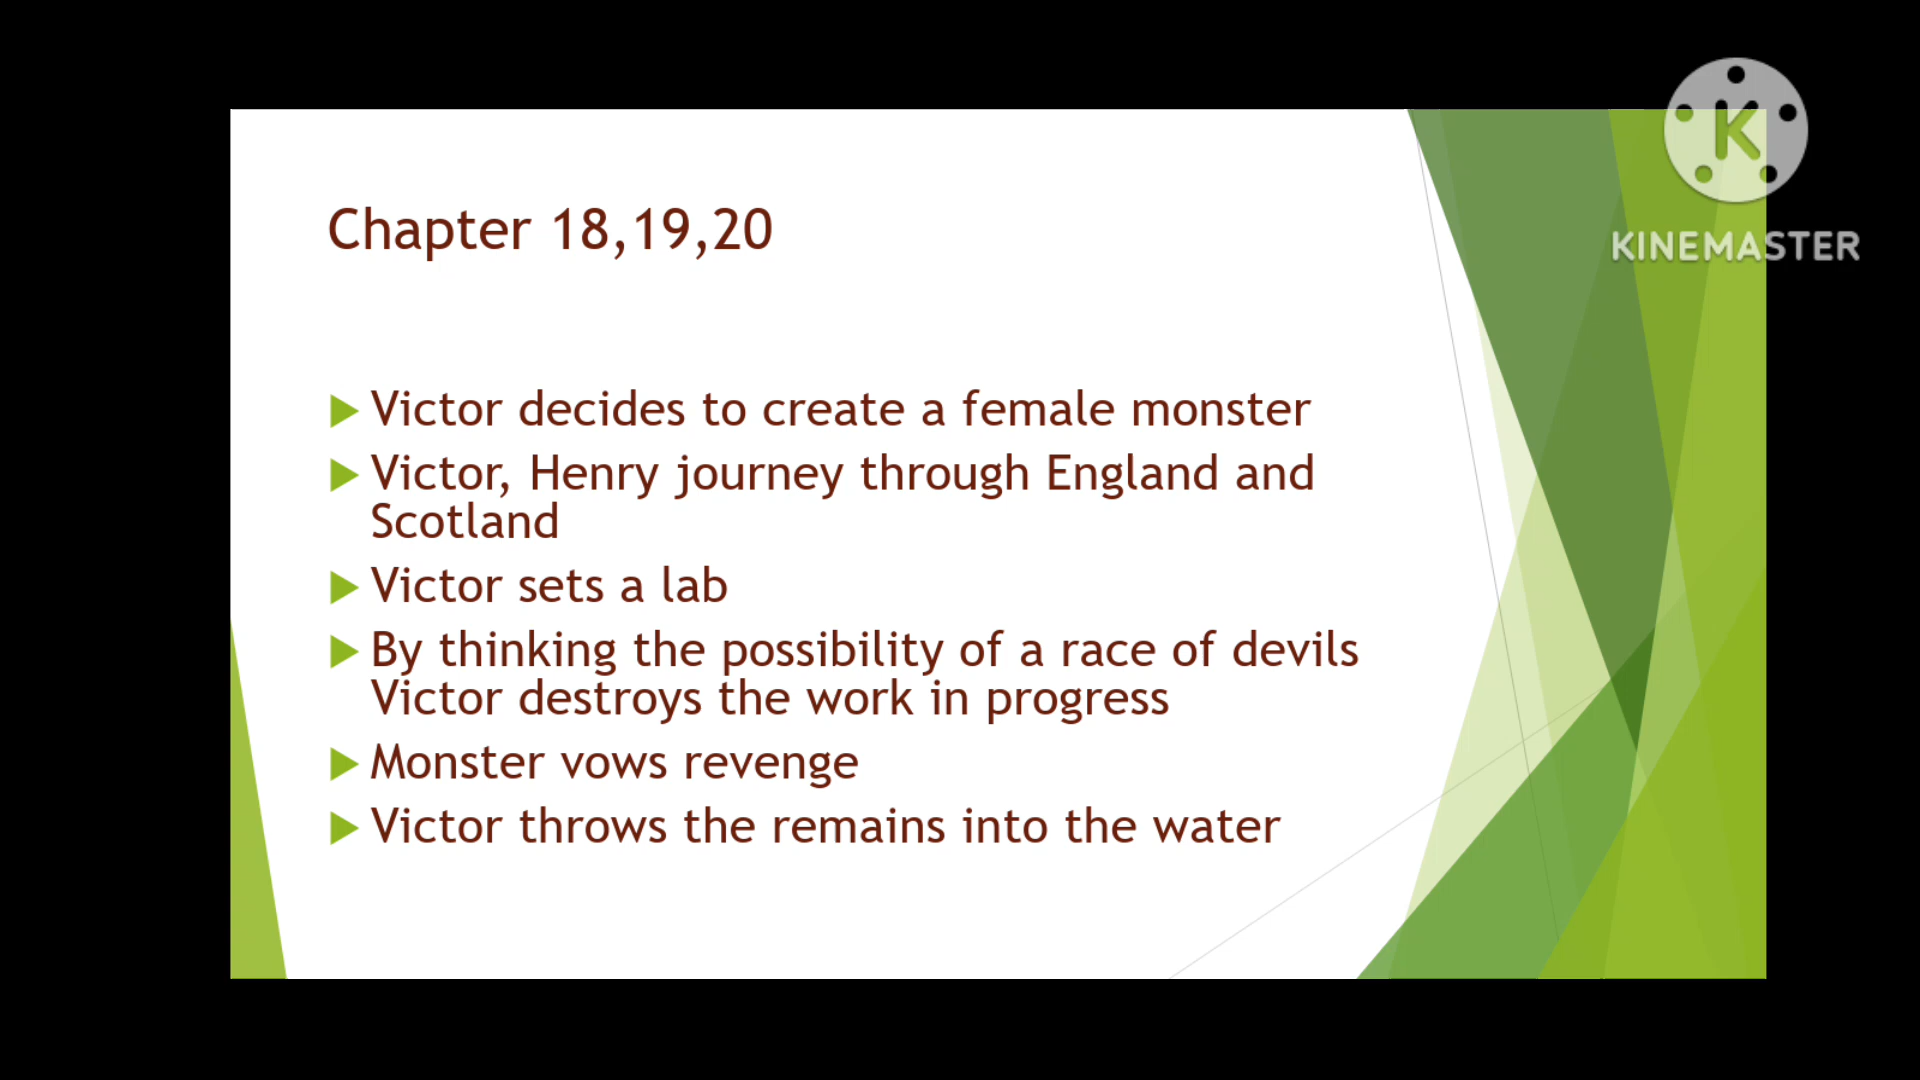 K
KINEMASTER
Chapter 18,19,20
Victor decides to create a female monster
Victor, Henry journey through England and
Scotland
Victor sets a lab
By thinking the possibility of a race of devils
Victor destroys the work in progress
Monster vows revenge
Victor throws the remains into the water